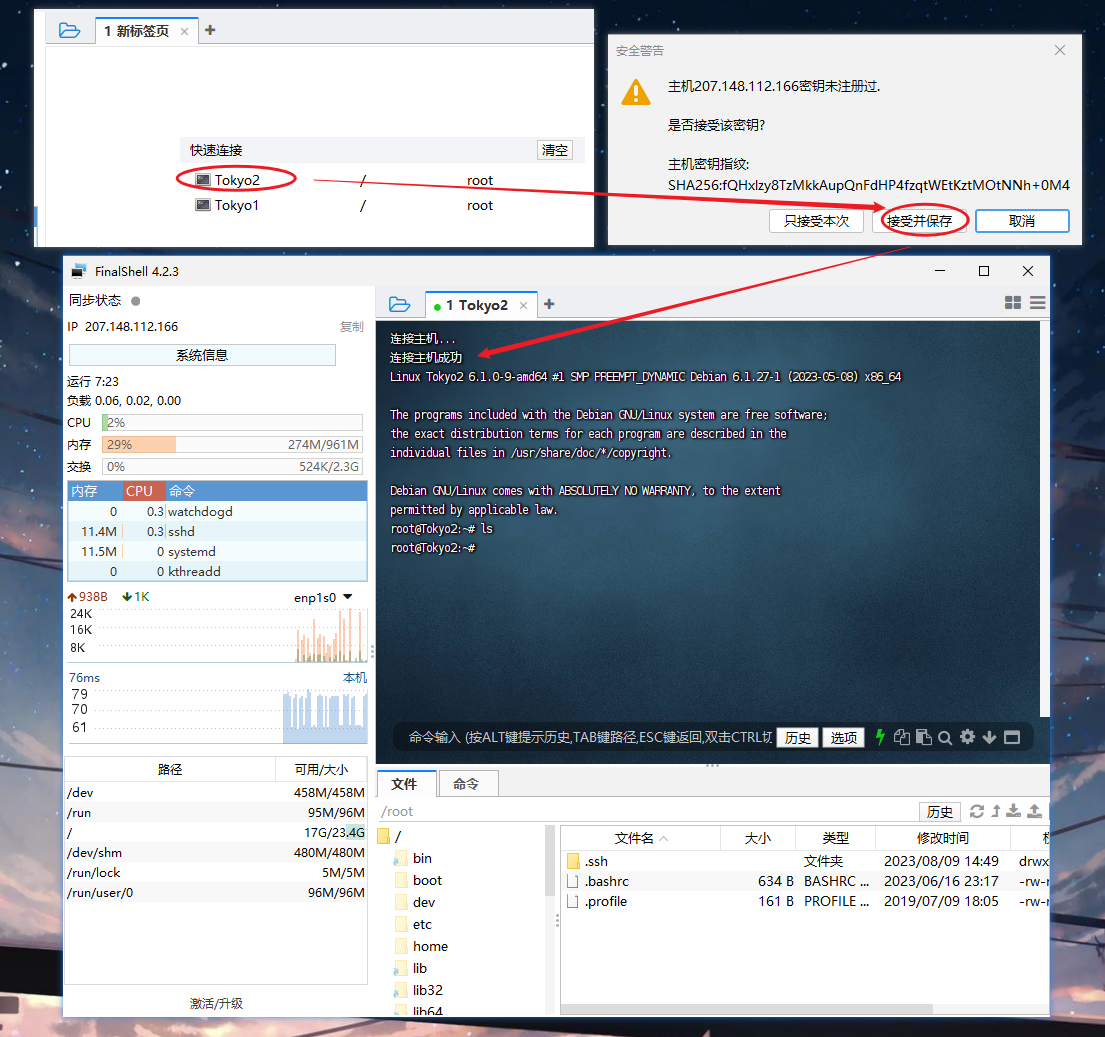 1 新标签页
快速连接
清空
Tokyo2 / root
Tokyo1 / root
安全警告
主机207.148.112.166密钥未注册过.
是否接受该密钥?
主机密钥指纹:
SHA256:fQHxlzy8TzMkkAupQnFdHP4fzqtWEtKztMOtNNh+0M4
只接受本次
接受并保存
取消
FinalShell 4.2.3
同步状态
IP 207.148.112.166
复制
系统信息
运行 7:23
负载 0.06, 0.02, 0.00
CPU 2%
内存 29% 274M/961M
交换 0% 524K/2.3G
内存 CPU 命令
0 0.3 watchdogd
11.4M 0.3 sshd
11.5M 0 systemd
0 0 kthreadd
938B 1K enp1s0
24K
16K
8K
76ms 本机
79
70
61
路径 可用/大小
/dev 458M/458M
/run 95M/96M
/ 17G/23.4G
/dev/shm 480M/480M
/run/lock 5M/5M
/run/user/0 96M/96M
激活/升级
1 Tokyo2
连接主机...
连接主机成功
Linux Tokyo2 6.1.0-9-amd64 #1 SMP PREEMPT_DYNAMIC Debian 6.1.27-1 (2023-05-08) x86_64
The programs included with the Debian GNU/Linux system are free software;
the exact distribution terms for each program are described in the
individual files in /usr/share/doc/*/copyright.
Debian GNU/Linux comes with ABSOLUTELY NO WARRANTY, to the extent
permitted by applicable law.
root@Tokyo2:~# ls
root@Tokyo2:~#
命令输入 (按ALT键提示历史,TAB键路径,ESC键返回,双击CTRL切
历史
选项
文件
命令
/root
历史
/
bin
boot
dev
etc
home
lib
lib32
lib64
文件名 大小 类型 修改时间
.ssh 文件夹 2023/08/09 14:49 drwx
.bashrc 634 B BASHRC ... 2023/06/16 23:17 -rw-r
.profile 161 B PROFILE ... 2019/07/09 18:05 -rw-r